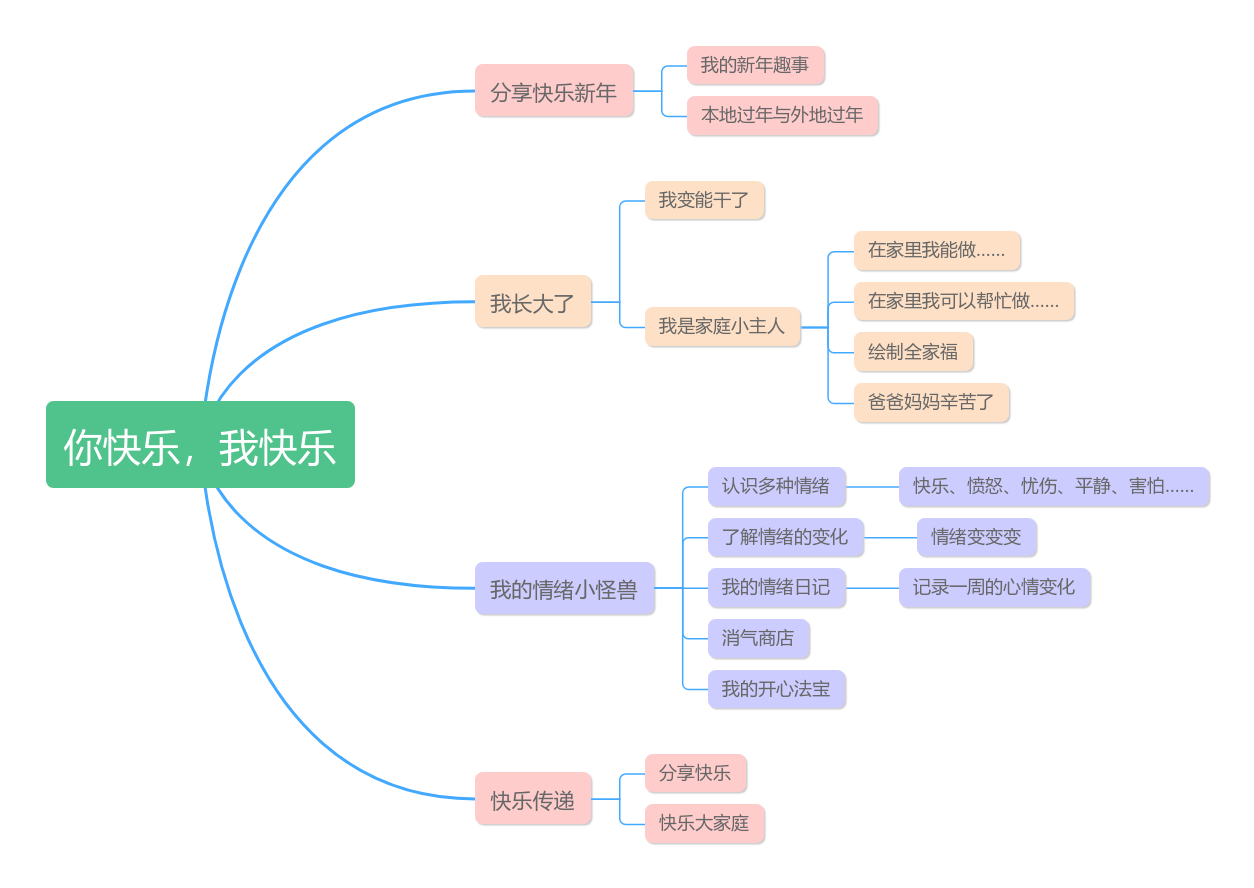 你快乐，我快乐
分享快乐新年
我的新年趣事
本地过年与外地过年
我长大了
我变能干了
我是家庭小主人
在家里我能做......
在家里我可以帮忙做......
绘制全家福
爸爸妈妈辛苦了
我的情绪小怪兽
认识多种情绪
快乐、愤怒、忧伤、平静、害怕......
了解情绪的变化
情绪变变变
我的情绪日记
记录一周的心情变化
消气商店
我的开心法宝
快乐传递
分享快乐
快乐大家庭